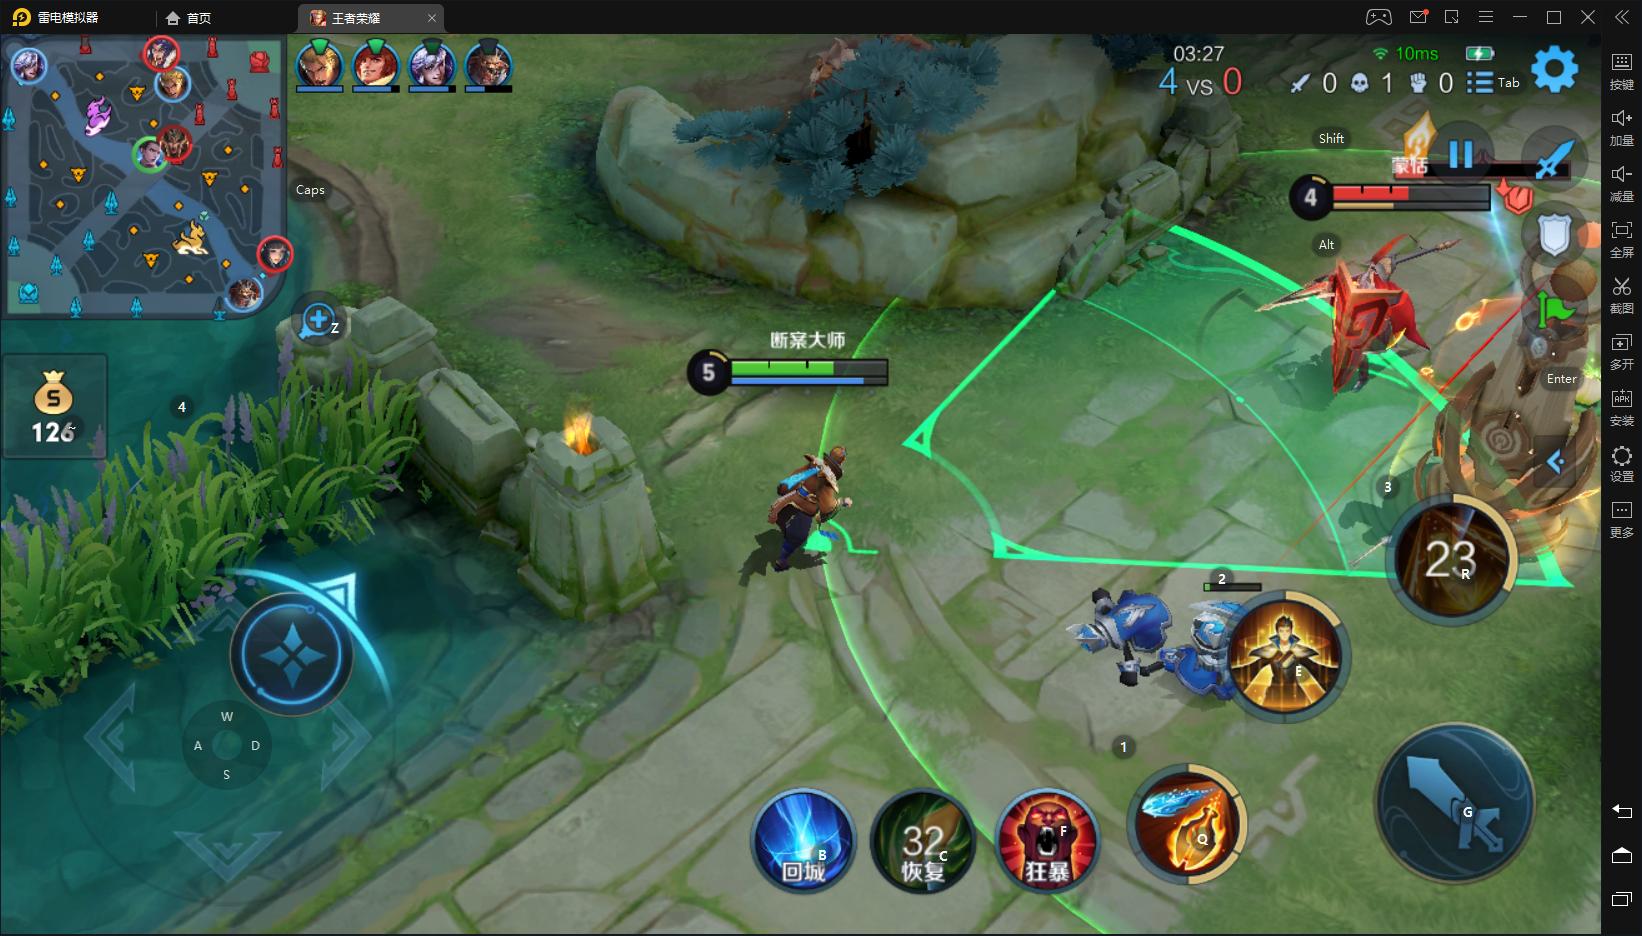 雷电模拟器
首页
王者荣耀
03:27
10ms
4 VS 0
0
1
0
Tab
Caps
Shift
蒙恬
4
Alt
Z
断案大师
5
126
4
Enter
3
23
R
2
E
W
A
D
S
1
G
B
回城
32
C
恢复
F
狂暴
Q
按键
加量
减量
全屏
截图
多开
APK
安装
设置
更多